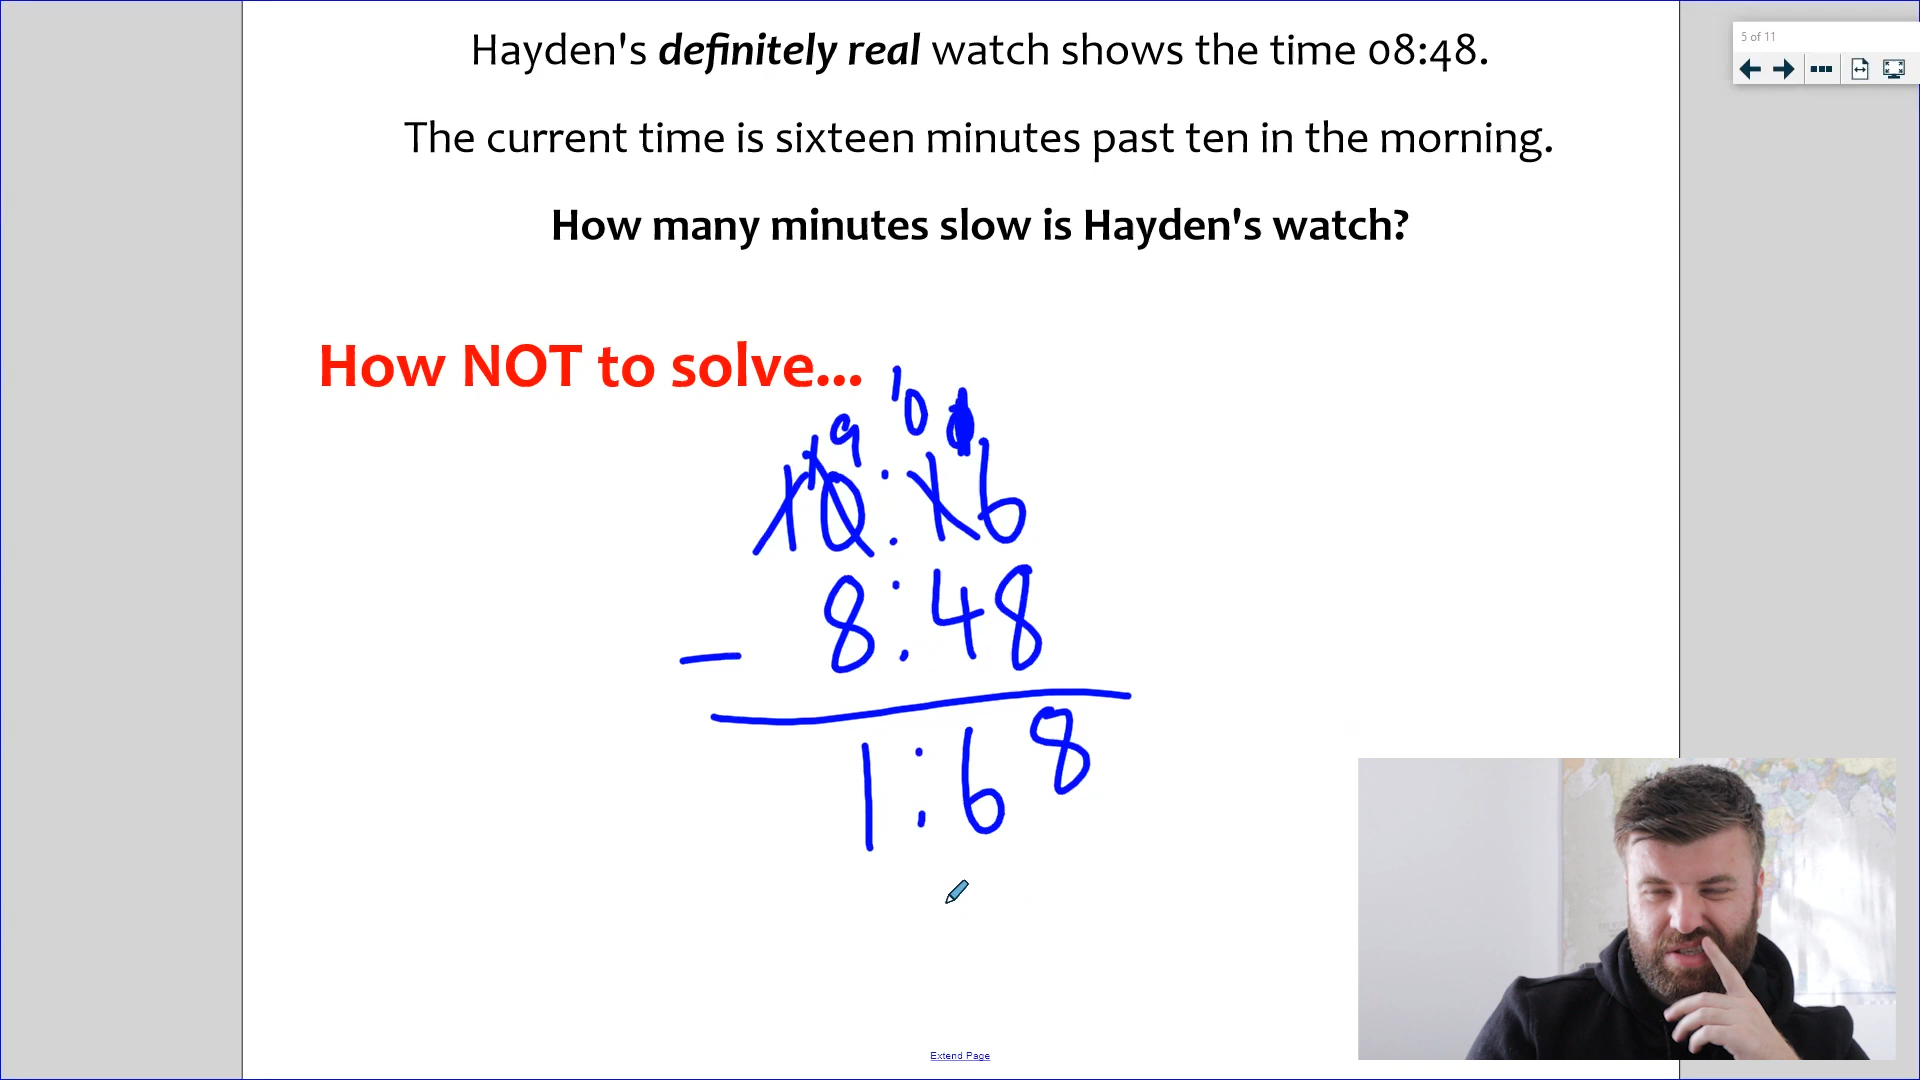 Hayden's definitely real watch shows the time 08:48.
5 of 11
The current time is sixteen minutes past ten in the morning.
How many minutes slow is Hayden's watch?
How NOT to solve...
9 10
10:16
8:48
-
1:68
Extend Page